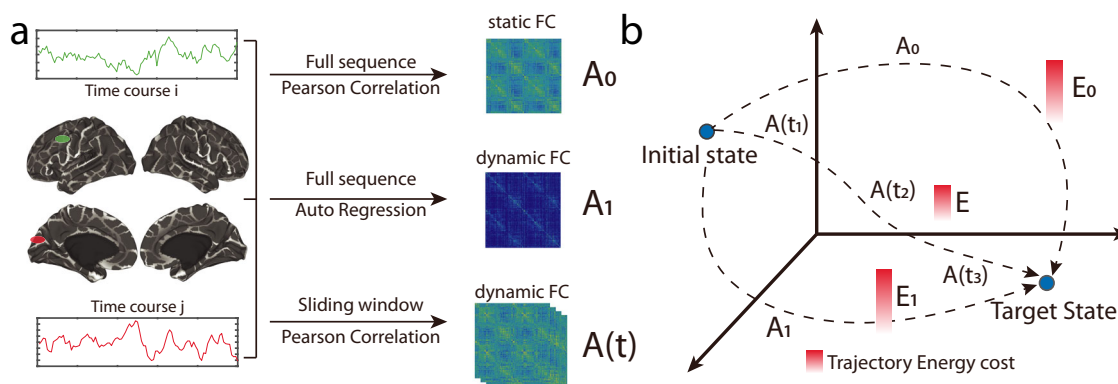 a
Time course i
Time course j
Full sequence
Pearson Correlation
static FC
A₀
Full sequence
Auto Regression
dynamic FC
A₁
Sliding window
Pearson Correlation
dynamic FC
A(t)
b
A₀
E₀
Initial state
A(t₁)
A(t₂)
E
A(t₃)
E₁
A₁
Target State
Trajectory Energy cost